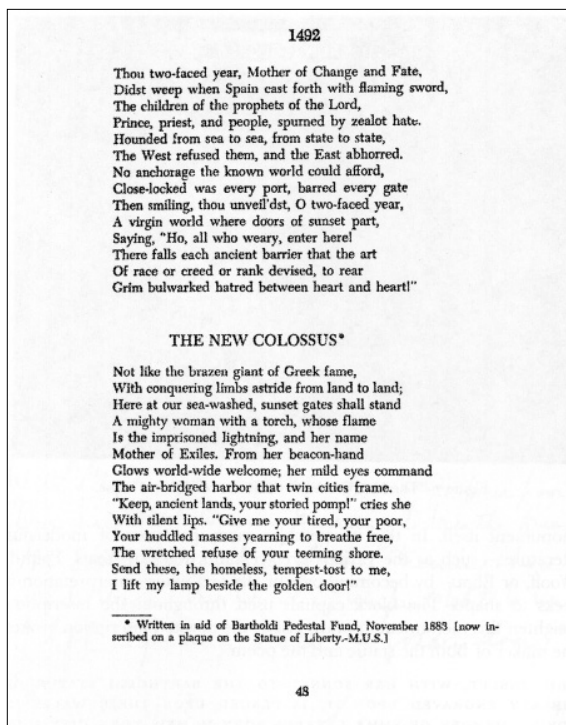 1492
Thou two-faced year, Mother of Change and Fate,
Didst weep when Spain cast forth with flaming sword,
The children of the prophets of the Lord,
Prince, priest, and people, spurned by zealot hate.
Hounded from sea to sea, from state to state,
The West refused them, and the East abhorred.
No anchorage the known world could afford,
Close-locked was every port, barred every gate
Then smiling, thou unveil'dst, O two-faced year,
A virgin world where doors of sunset part,
Saying, "Ho, all who weary, enter here!
There falls each ancient barrier that the art
Of race or creed or rank devised, to rear
Grim bulwarked hatred between heart and heart!"
THE NEW COLOSSUS*
Not like the brazen giant of Greek fame,
With conquering limbs astride from land to land;
Here at our sea-washed, sunset gates shall stand
A mighty woman with a torch, whose flame
Is the imprisoned lightning, and her name
Mother of Exiles. From her beacon-hand
Glows world-wide welcome; her mild eyes command
The air-bridged harbor that twin cities frame.
"Keep, ancient lands, your storied pomp!" cries she
With silent lips. "Give me your tired, your poor,
Your huddled masses yearning to breathe free,
The wretched refuse of your teeming shore.
Send these, the homeless, tempest-tost to me,
I lift my lamp beside the golden door!"
* Written in aid of Bartholdi Pedestal Fund, November 1883 [now in-
scribed on a plaque on the Statue of Liberty.-M.U.S.]
48